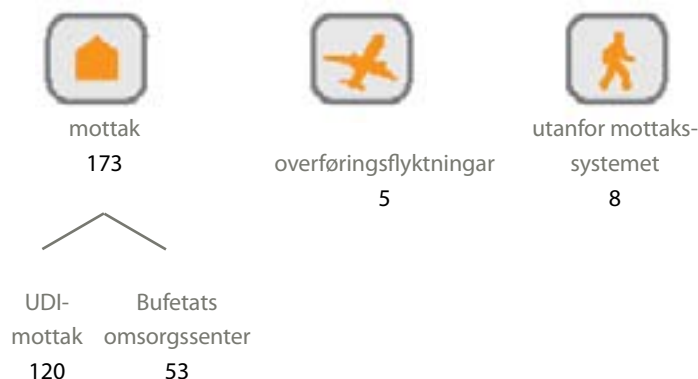 mottak
173
overføringsflyktningar
5
utanfor mottaks-
systemet
8
UDI-
mottak
120
Bufetats
omsorgssenter
53